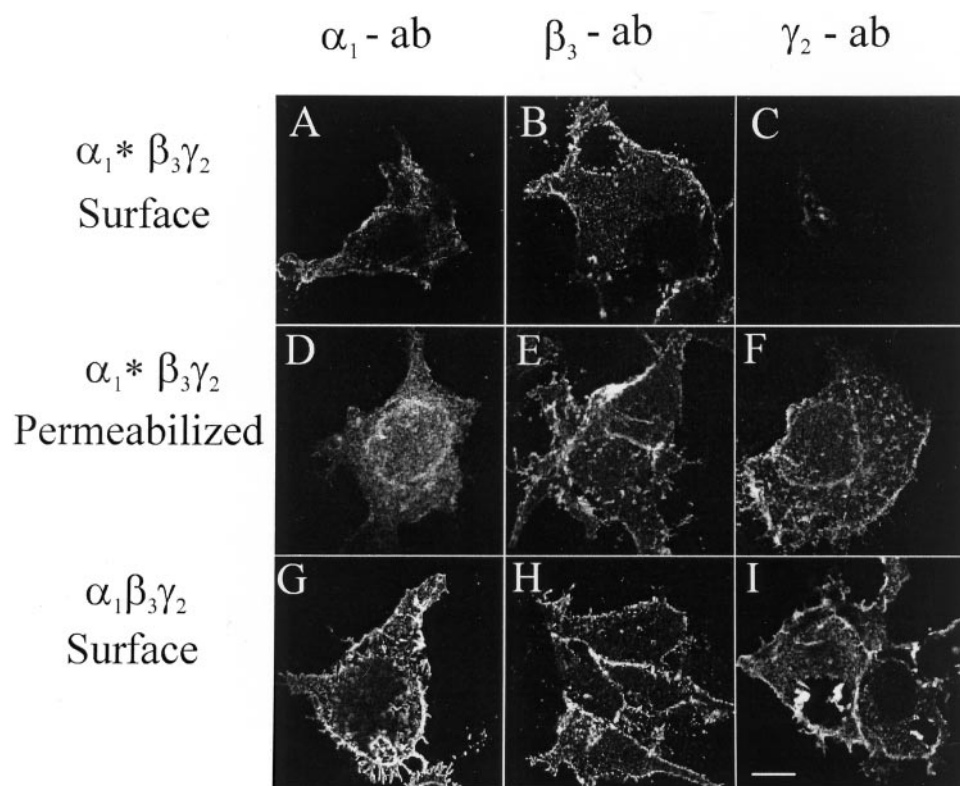 α₁ - ab β₃ - ab γ₂ - ab
A B C
α₁* β₃γ₂
Surface
D E F
α₁* β₃γ₂
Permeabilized
G H I
α₁β₃γ₂
Surface